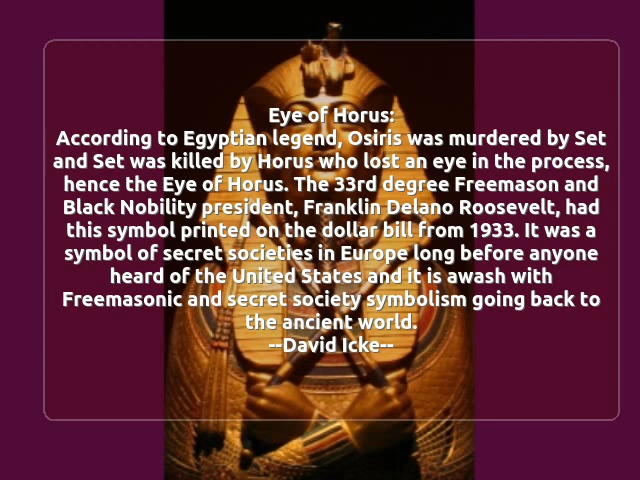 Eye of Horus:
According to Egyptian legend, Osiris was murdered by Set
and Set was killed by Horus who lost an eye in the process,
hence the Eye of Horus. The 33rd degree Freemason and
Black Nobility president, Franklin Delano Roosevelt, had
this symbol printed on the dollar bill from 1933. It was a
symbol of secret societies in Europe long before anyone
heard of the United States and it is awash with
Freemasonic and secret society symbolism going back to
the ancient world.
--David Icke--